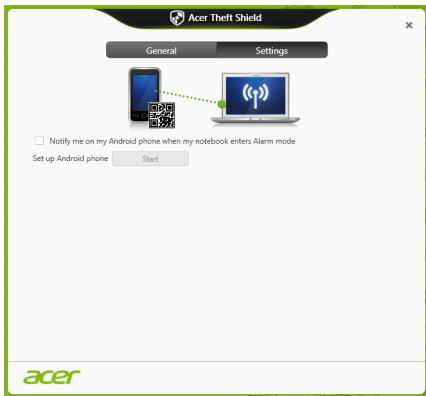 Acer Theft Shield
General Settings
Notify me on my Android phone when my notebook enters Alarm mode
Set up Android phone Start
acer